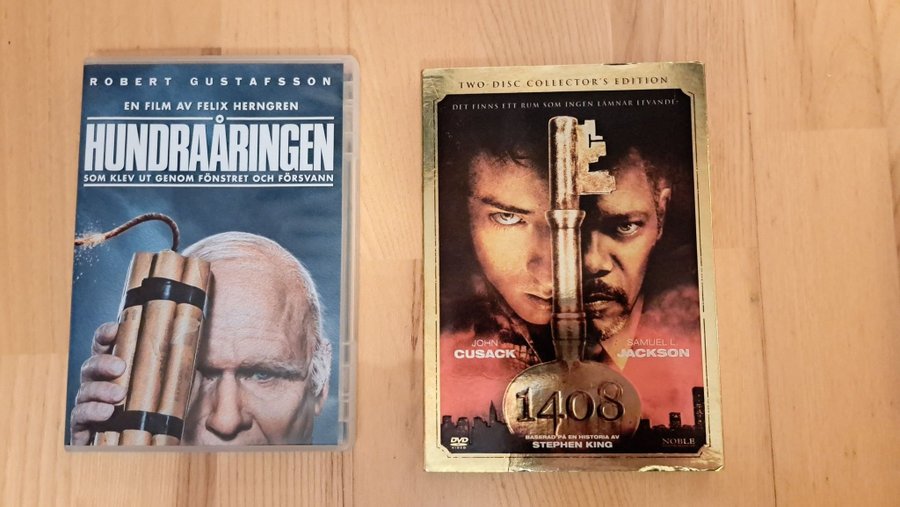 ROBERT GUSTAFSSON
EN FILM AV FELIX HERNGREN
HUNDRAÅRINGEN
SOM KLEV UT GENOM FÖNSTRET OCH FÖRSVANN
TWO-DISC COLLECTOR'S EDITION
DET FINNS ETT RUM SOM INGEN LÄMNAR LEVANDE
JOHN
CUSACK
SAMUEL L.
JACKSON
1408
BASERAD PÅ EN HISTORIA AV
STEPHEN KING
DVD
VIDEO
NOBLE